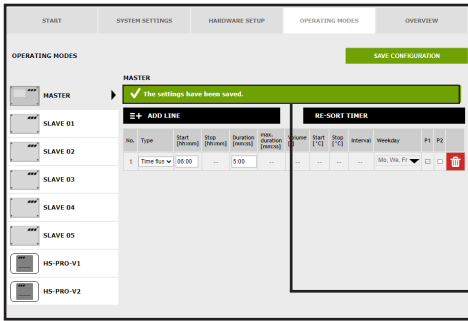 START SYSTEM SETTINGS HARDWARE SETUP OPERATING MODES OVERVIEW
OPERATING MODES SAVE CONFIGURATION
MASTER
The settings have been saved.
ADD LINE RE-SORT TIMER
No. Type Start [hh:mm] Stop [hh:mm] Duration [mm:ss] max. duration [mm:ss] Volume [l] Start [°C] Stop [°C] Interval Weekday P1 P2
1 Time flus 06:00 -- 5:00 -- -- -- -- -- Mo, We, Fr
MASTER
SLAVE 01
SLAVE 02
SLAVE 03
SLAVE 04
SLAVE 05
HS-PRO-V1
HS-PRO-V2